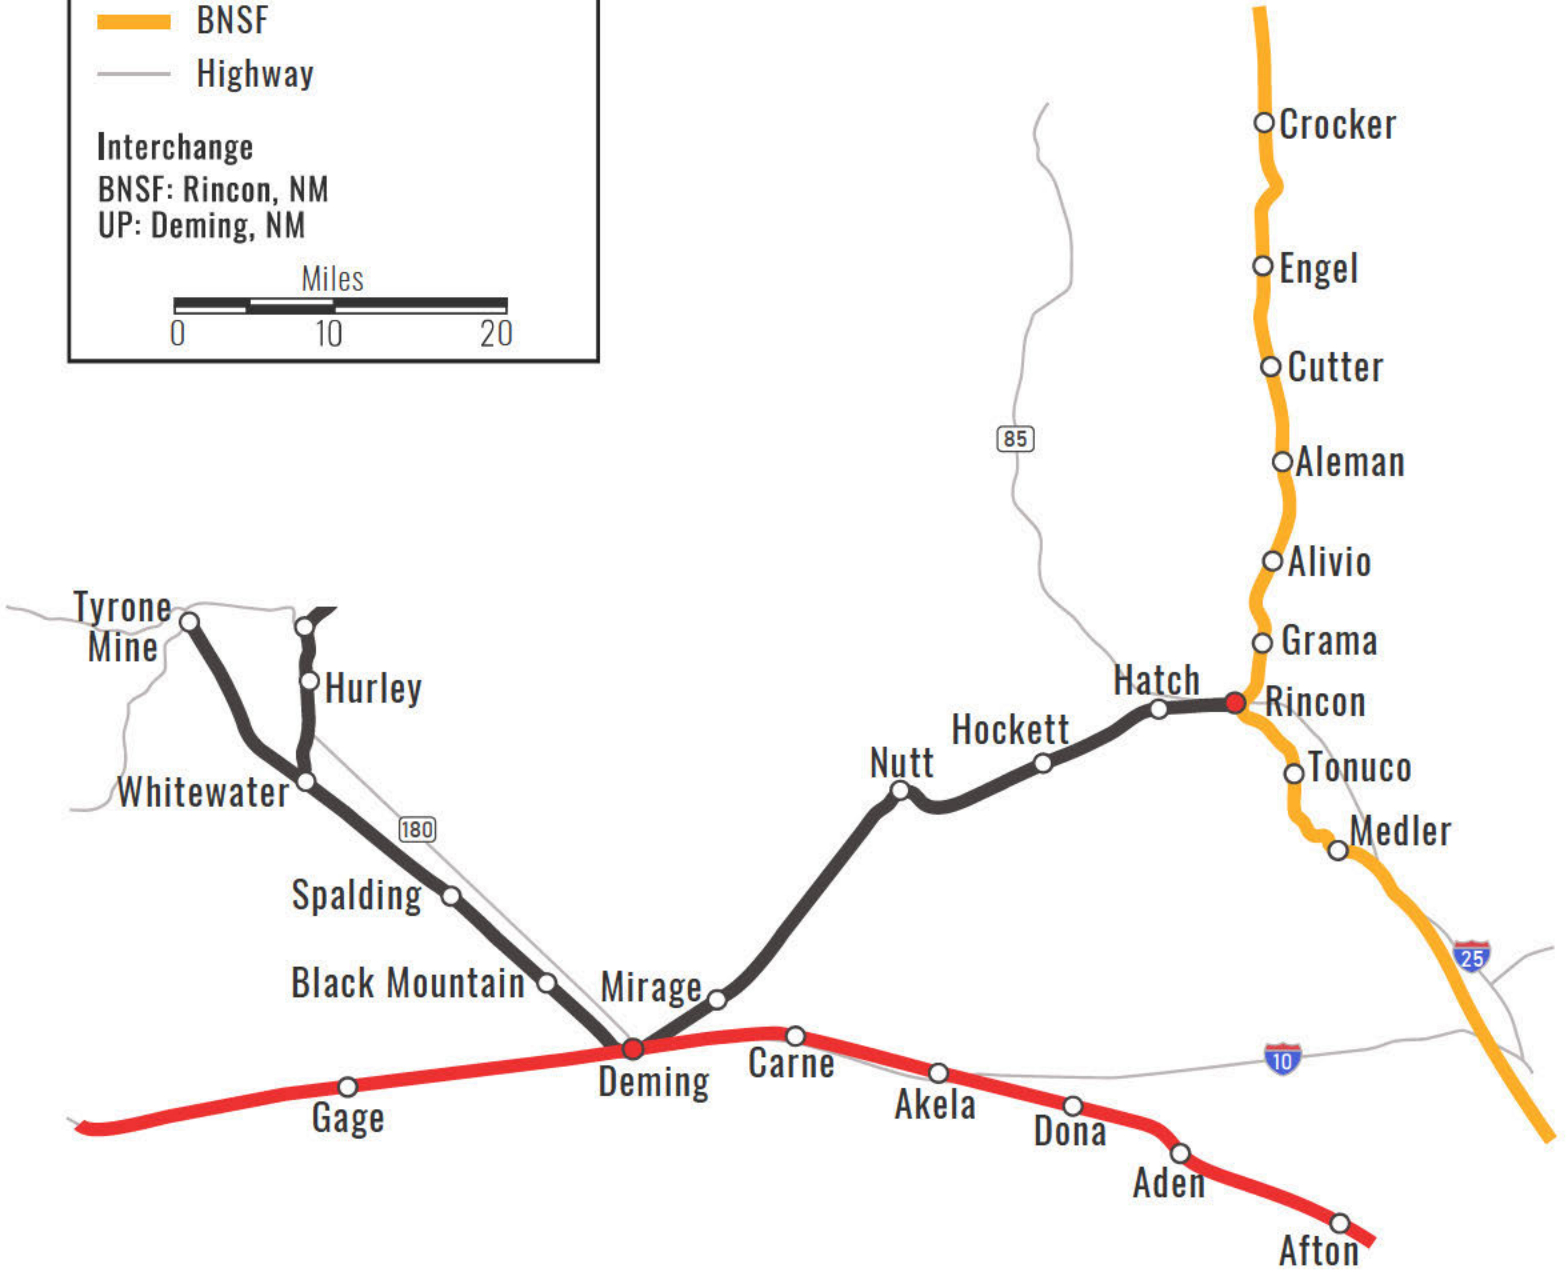 BNSF
Highway
Interchange
BNSF: Rincon, NM
UP: Deming, NM
Miles
0 10 20
Crocker
Engel
Cutter
85
Aleman
Alivio
Tyrone
Mine
Grama
Hurley
Hatch
Rincon
Hockett
Nutt
Tonuco
Whitewater
180
Medler
Spalding
25
Black Mountain
Mirage
Carne
10
Deming
Gage
Akela
Dona
Aden
Afton